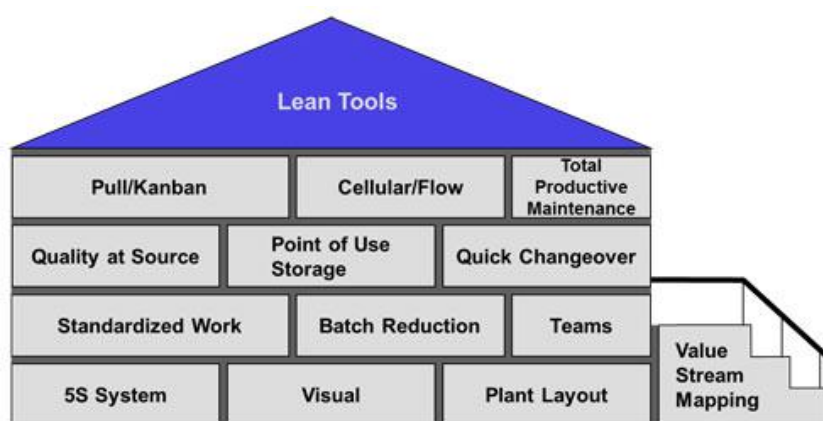 Lean Tools
Pull/Kanban
Cellular/Flow
Total
Productive
Maintenance
Quality at Source
Point of Use
Storage
Quick Changeover
Standardized Work
Batch Reduction
Teams
5S System
Visual
Plant Layout
Value
Stream
Mapping